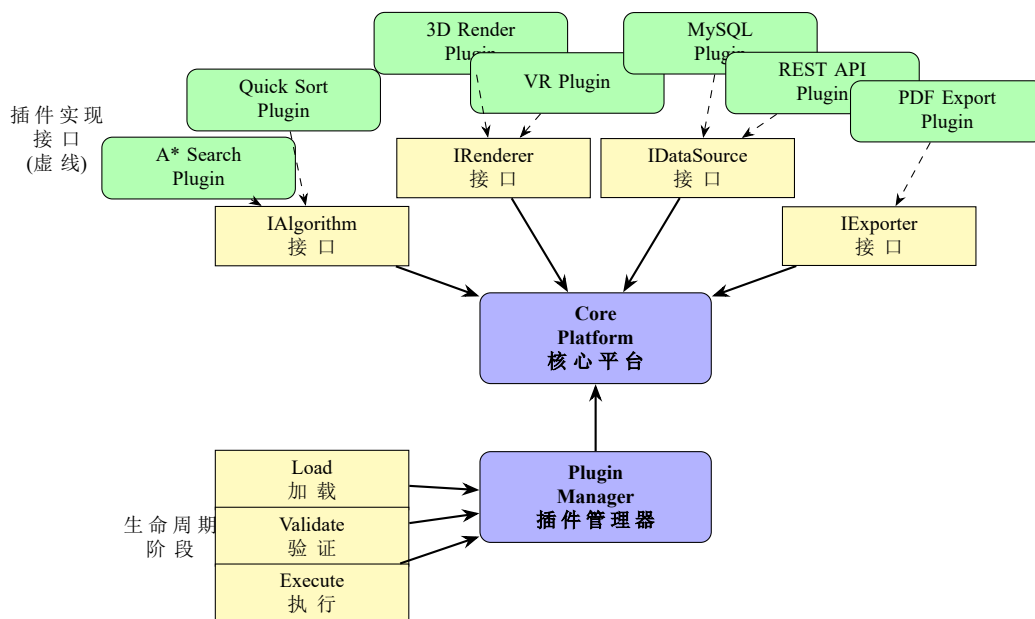 3D Render
Plugin
MySQL
Plugin
VR Plugin
REST API
Plugin
Quick Sort
Plugin
PDF Export
Plugin
插件实现
接口
(虚线)
A* Search
Plugin
IRenderer
接口
IDataSource
接口
IAlgorithm
接口
IExporter
接口
Core
Platform
核心平台
Load
加载
Plugin
Manager
插件管理器
生命周期
阶段
Validate
验证
Execute
执行